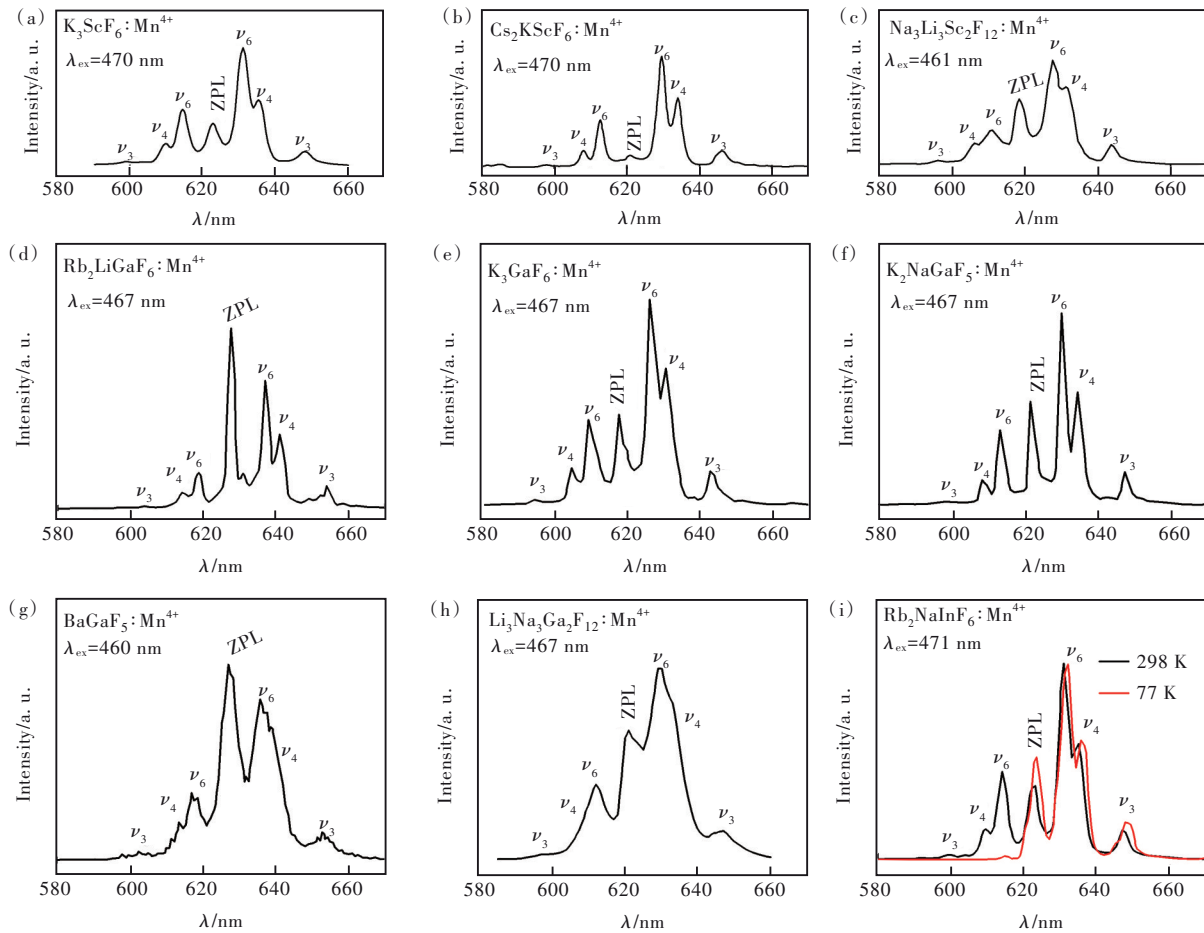 (a)
K₃ScF₆：Mn⁴⁺
λₑₓ=470 nm
ν₃
ν₄
ν₆
ZPL
ν₆
ν₄
ν₃
Intensity/a. u.
580 600 620 640 660
λ/nm
(b)
Cs₂KScF₆：Mn⁴⁺
λₑₓ=470 nm
ν₃
ν₄
ν₆
ZPL
ν₆
ν₄
ν₃
Intensity/a. u.
580 600 620 640 660
λ/nm
(c)
Na₃Li₃Sc₂F₁₂：Mn⁴⁺
λₑₓ=461 nm
ν₃
ν₄
ν₆
ZPL
ν₆
ν₄
ν₃
Intensity/a. u.
580 600 620 640 660
λ/nm
(d)
Rb₂LiGaF₆：Mn⁴⁺
λₑₓ=467 nm
ν₃
ν₄
ν₆
ZPL
ν₆
ν₄
ν₃
Intensity/a. u.
580 600 620 640 660
λ/nm
(e)
K₃GaF₆：Mn⁴⁺
λₑₓ=467 nm
ν₃
ν₄
ν₆
ZPL
ν₆
ν₄
ν₃
Intensity/a. u.
580 600 620 640 660
λ/nm
(f)
K₂NaGaF₅：Mn⁴⁺
λₑₓ=467 nm
ν₃
ν₄
ν₆
ZPL
ν₆
ν₄
ν₃
Intensity/a. u.
580 600 620 640 660
λ/nm
(g)
BaGaF₅：Mn⁴⁺
λₑₓ=460 nm
ν₃
ν₄
ν₆
ZPL
ν₆
ν₄
ν₃
Intensity/a. u.
580 600 620 640 660
λ/nm
(h)
Li₃Na₃Ga₂F₁₂：Mn⁴⁺
λₑₓ=467 nm
ν₃
ν₄
ν₆
ZPL
ν₆
ν₄
ν₃
Intensity/a. u.
580 600 620 640 660
λ/nm
(i)
Rb₂NaInF₆：Mn⁴⁺
λₑₓ=471 nm
298 K
77 K
ν₃
ν₄
ν₆
ZPL
ν₆
ν₄
ν₃
Intensity/a. u.
580 600 620 640 660
λ/nm